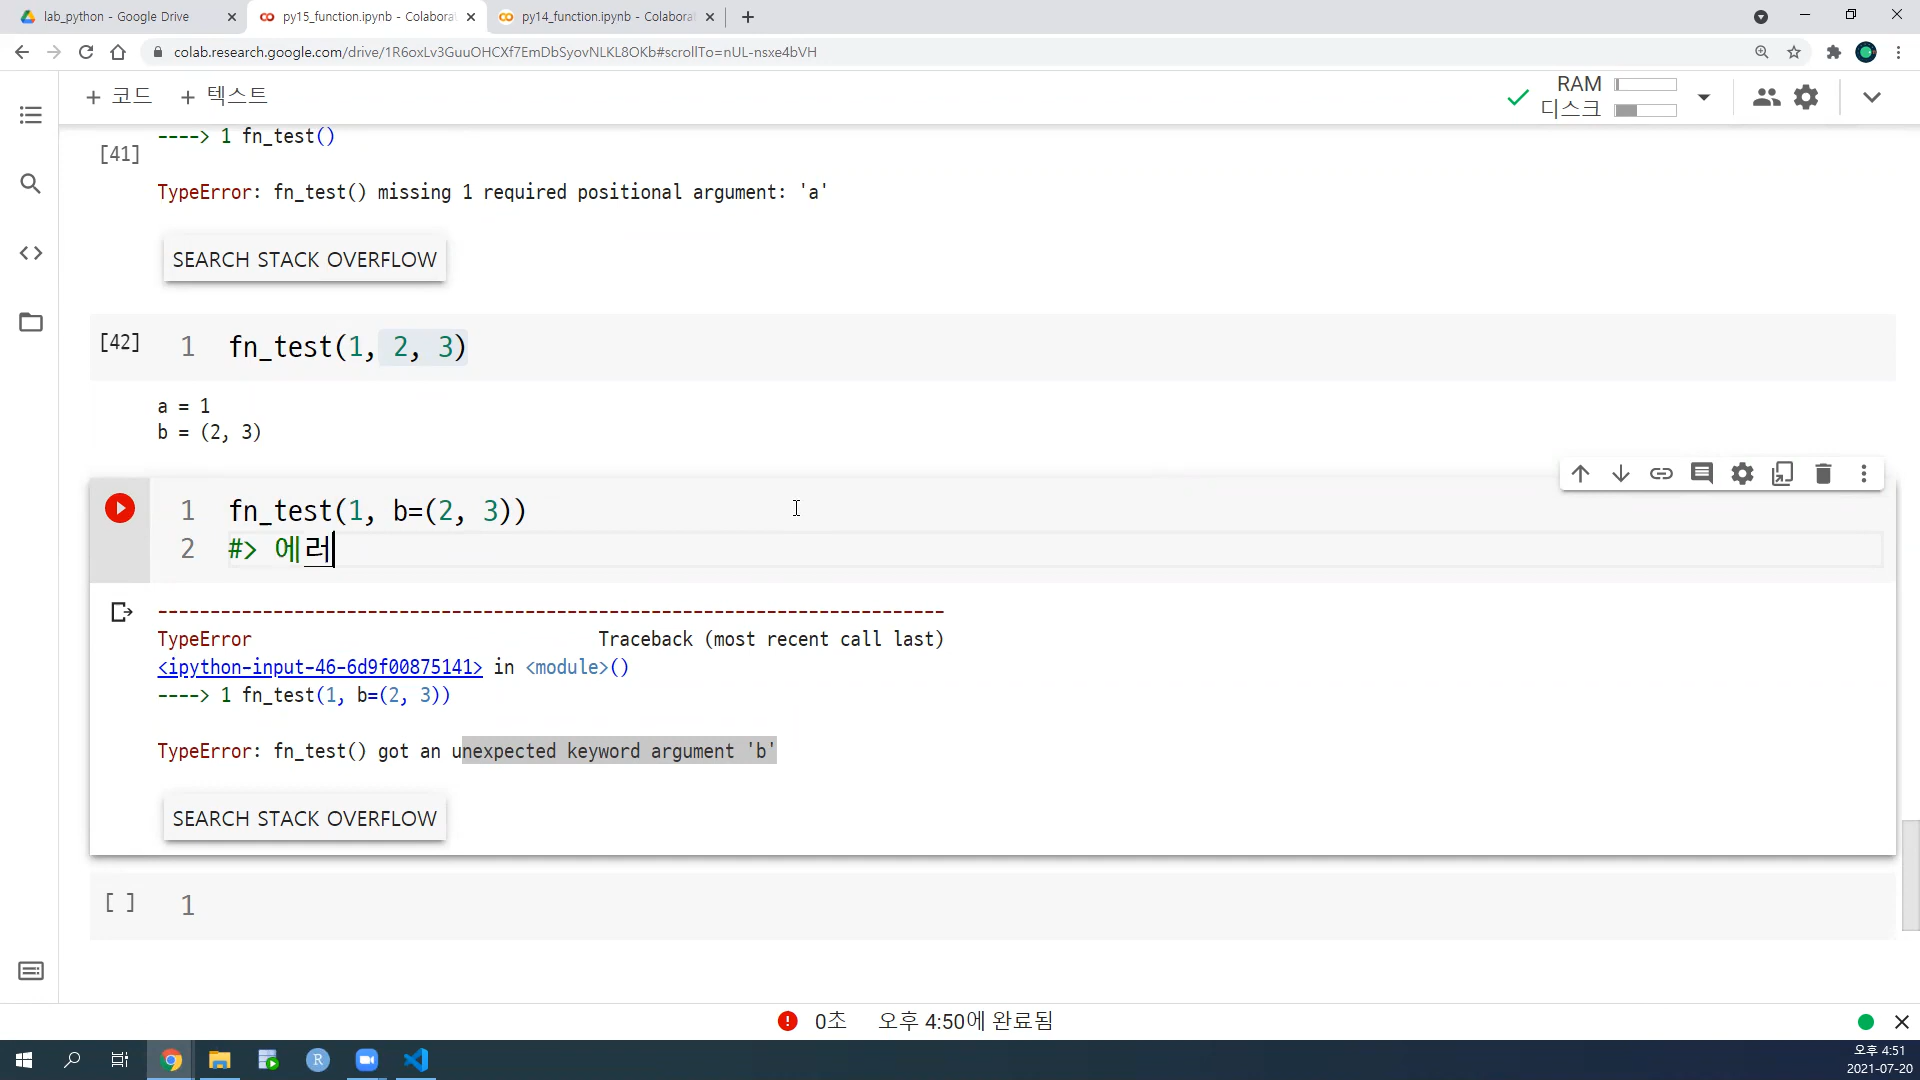 lab_python - Google Drive
py15_function.ipynb - Colabora
py14_function.ipynb - Colabora
colab.research.google.com/drive/1R6oxLv3GuuOHCXf7EmDbSyovNLKL8OKb#scrollTo=nUL-nsxe4bVH
+ 코드 + 텍스트
RAM
디스크
----> 1 fn_test()
[41]
TypeError: fn_test() missing 1 required positional argument: 'a'
SEARCH STACK OVERFLOW
[42] 1 fn_test(1, 2, 3)
a = 1
b = (2, 3)
1 fn_test(1, b=(2, 3))
2 #> 에러
---------------------------------------------------------------------------
TypeError Traceback (most recent call last)
<ipython-input-46-6d9f00875141> in <module>()
----> 1 fn_test(1, b=(2, 3))
TypeError: fn_test() got an unexpected keyword argument 'b'
SEARCH STACK OVERFLOW
[ ] 1
0초 오후 4:50에 완료됨
오후 4:51
2021-07-20